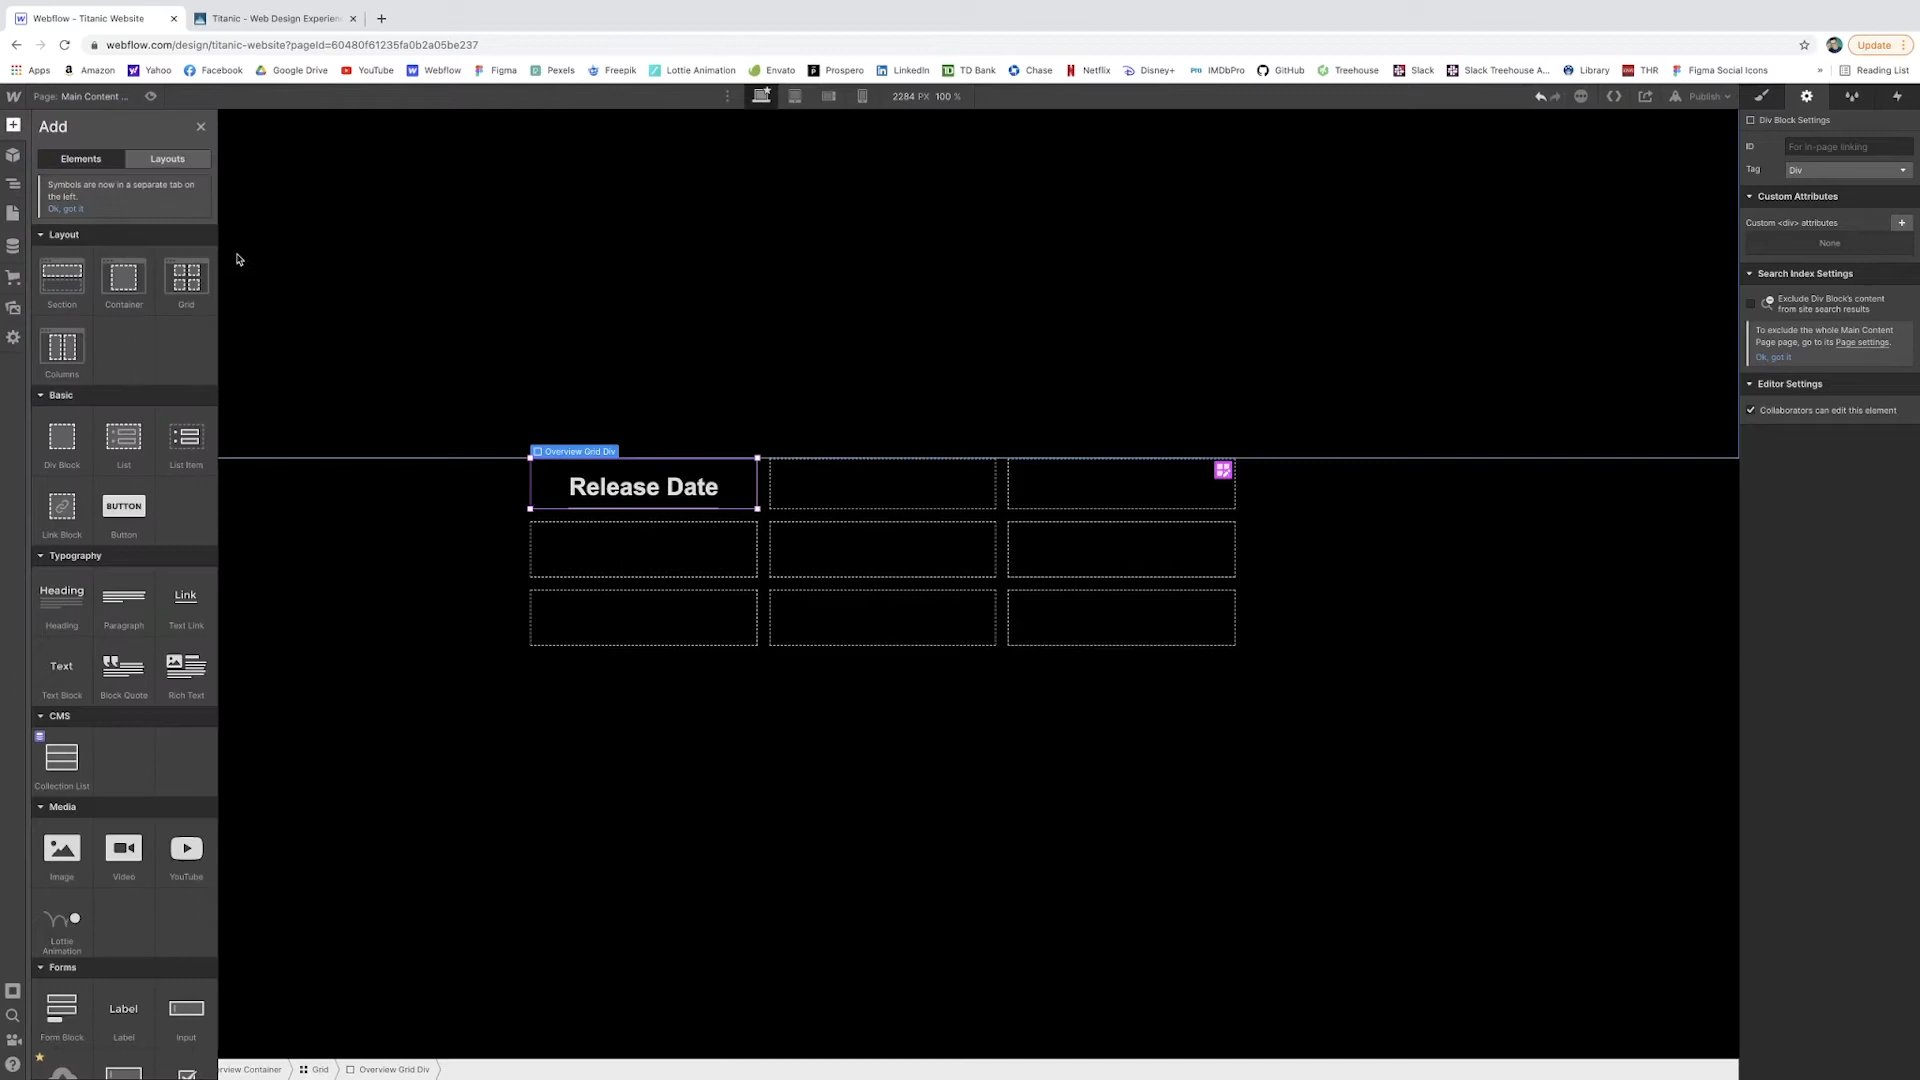 Webflow - Titanic Website
Titanic - Web Design Experien
webflow.com/design/titanic-website?pageId=60480f61235fa0b2a05be237
Update
Apps
Amazon
Yahoo
Facebook
Google Drive
YouTube
Webflow
Figma
Pexels
Freepik
Lottie Animation
Envato
Prospero
LinkedIn
TD Bank
Chase
Netflix
Disney+
IMDbPro
GitHub
Treehouse
Slack
Slack Treehouse A...
Library
THR
Figma Social Icons
»
Reading List
Page: Main Content ...
2284 PX 100 %
Publish
Add
Elements
Layouts
Symbols are now in a separate tab on
the left.
Ok, got it
Layout
Section
Container
Grid
Columns
Basic
Div Block
List
List Item
BUTTON
Link Block
Button
Typography
Heading
Link
Heading
Paragraph
Text Link
Text
Text Block
Block Quote
Rich Text
CMS
Collection List
Media
Image
Video
YouTube
Lottie
Animation
Forms
Label
Form Block
Label
Input
Overview Grid Div
Release Date
rview Container
Grid
Overview Grid Div
Div Block Settings
ID
For in-page linking
Tag
Div
Custom Attributes
Custom <div> attributes
None
Search Index Settings
Exclude Div Block's content
from site search results
To exclude the whole Main Content
Page page, go to its Page settings.
Ok, got it
Editor Settings
Collaborators can edit this element